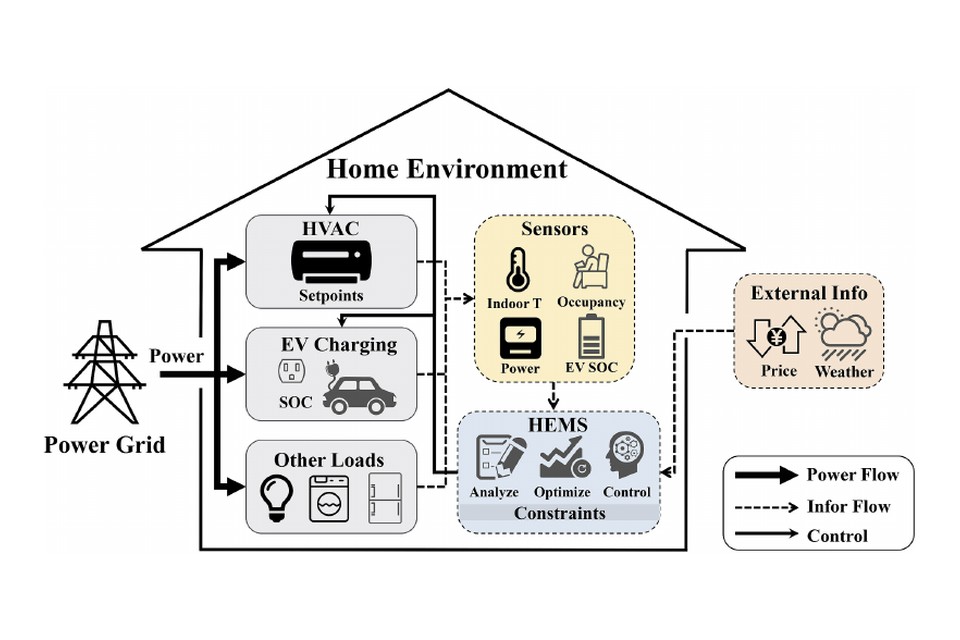 Home Environment
HVAC
Setpoints
EV Charging
SOC
Other Loads
Power
Power Grid
Sensors
Indoor T
Occupancy
Power
EV SOC
HEMS
Analyze
Optimize
Control
Constraints
External Info
¥
Price
Weather
Power Flow
Infor Flow
Control